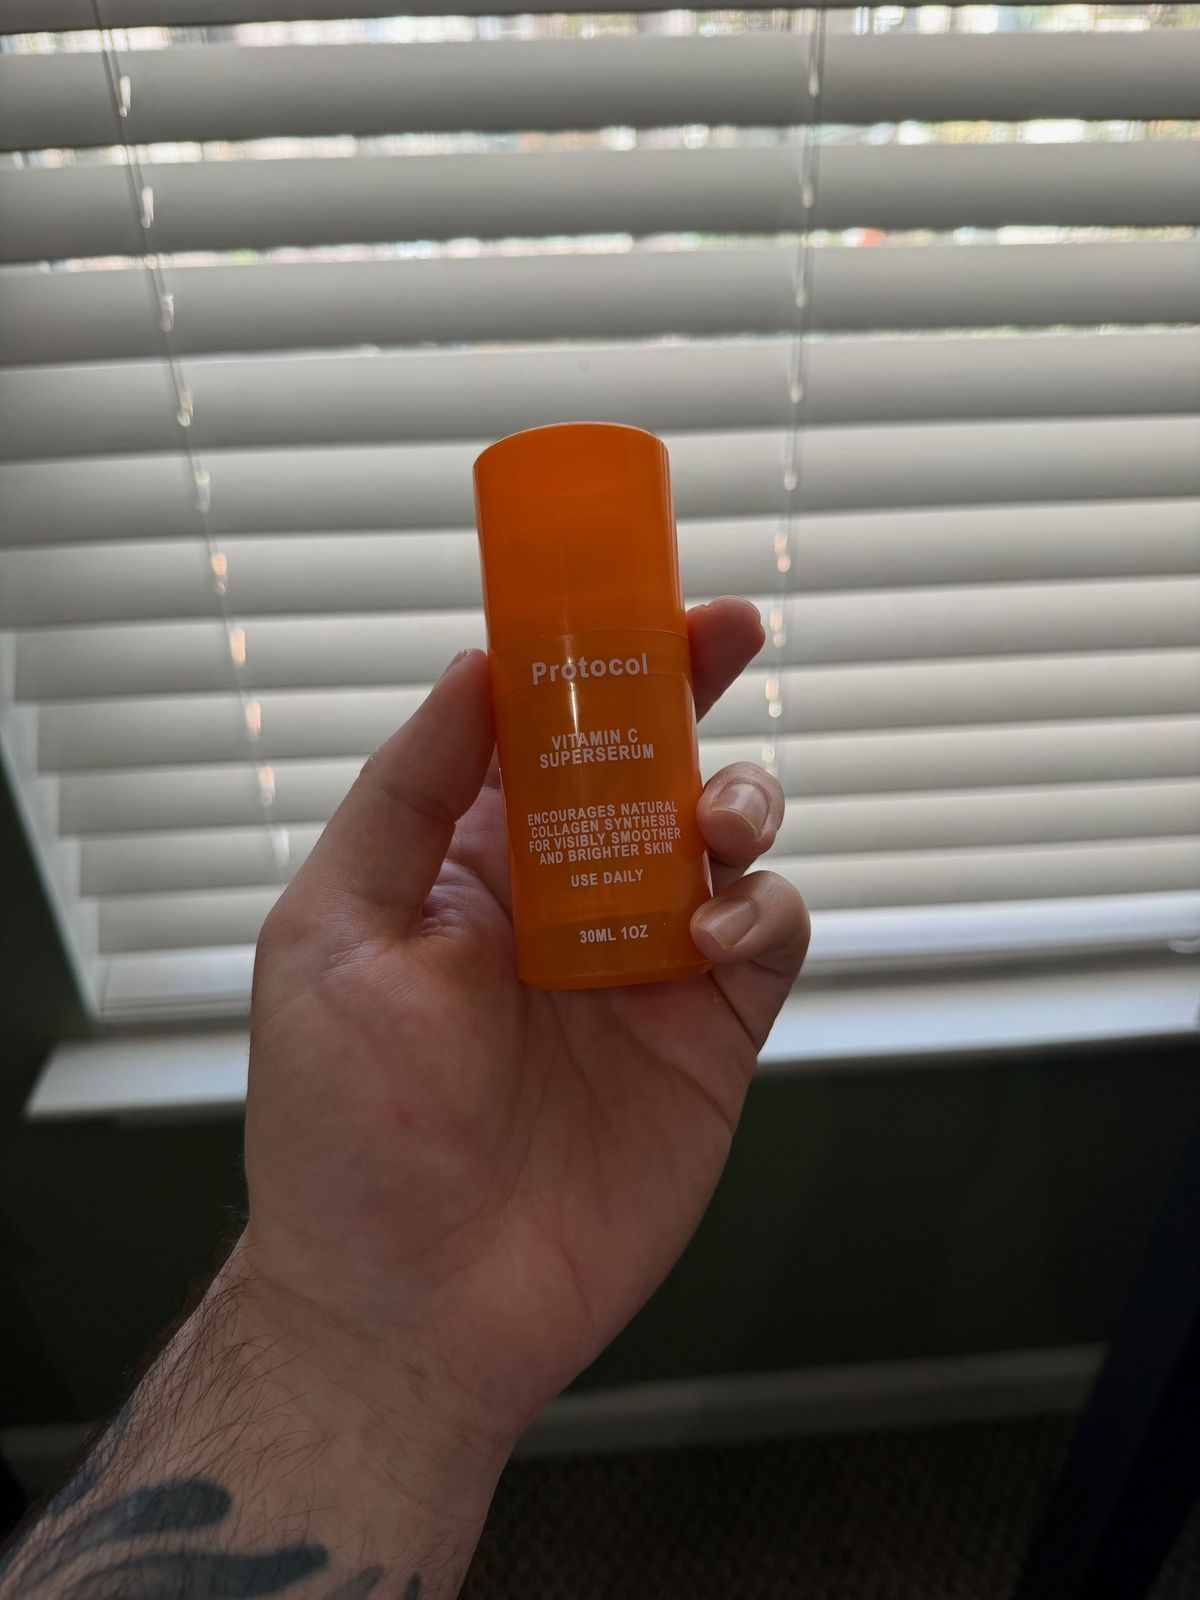 Protocol
VITAMIN C
SUPERSERUM
ENCOURAGES NATURAL
COLLAGEN SYNTHESIS
FOR VISIBLY SMOOTHER
AND BRIGHTER SKIN
USE DAILY
30ML 1OZ